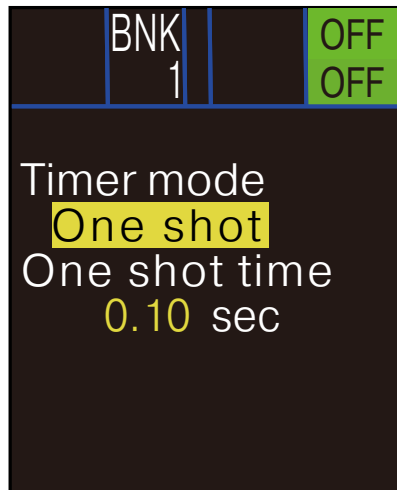 BNK OFF
1 OFF
Timer mode
One shot
One shot time
0.10 sec